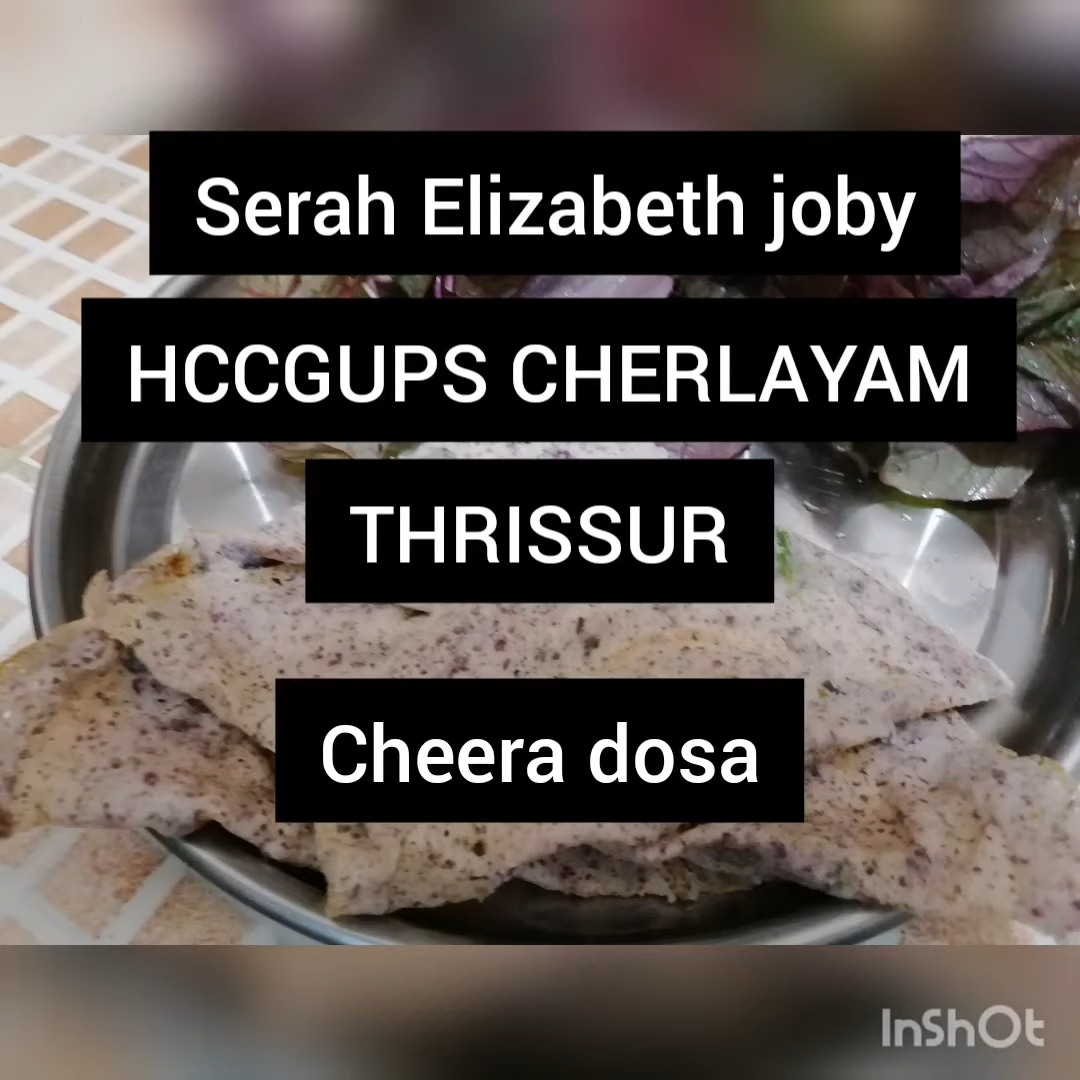 Serah Elizabeth joby
HCCGUPS CHERLAYAM
THRISSUR
Cheera dosa
InShOt